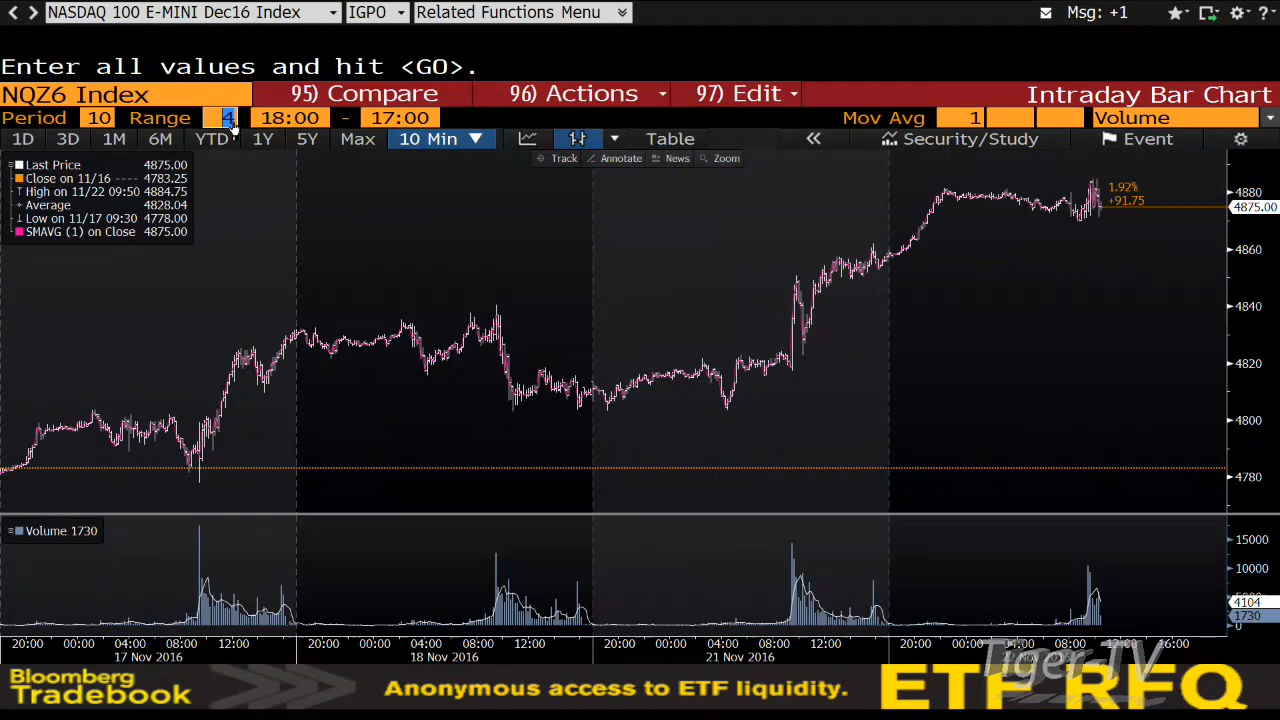 NASDAQ 100 E-MINI Dec16 Index IGPO Related Functions Menu Msg: +1
Enter all values and hit <GO>.
NQZ6 Index 95) Compare 96) Actions 97) Edit Intraday Bar Chart
Period 10 Range 4 18:00 - 17:00 Mov Avg 1 Volume
1D 3D 1M 6M YTD 1Y 5Y Max 10 Min Table Security/Study Event
Track Annotate News Zoom
Last Price 4875.00
Close on 11/16 ---- 4783.25
High on 11/22 09:50 4884.75
Average 4828.04
Low on 11/17 09:30 4778.00
SMAVG (1) on Close 4875.00
1.92%
+91.75
4880
4875.00
4860
4840
4820
4800
4780
Volume 1730
15000
10000
4104
1730
0
20:00 00:00 04:00 08:00 12:00 20:00 04:00 08:00 12:00 20:00 00:00 04:00 08:00 12:00 20:00 00:00 04:00 08:00 12:00 16:00
17 Nov 2016 18 Nov 2016 21 Nov 2016
Tiger-TV
Bloomberg
Tradebook
Anonymous access to ETF liquidity.
ETF RFQ